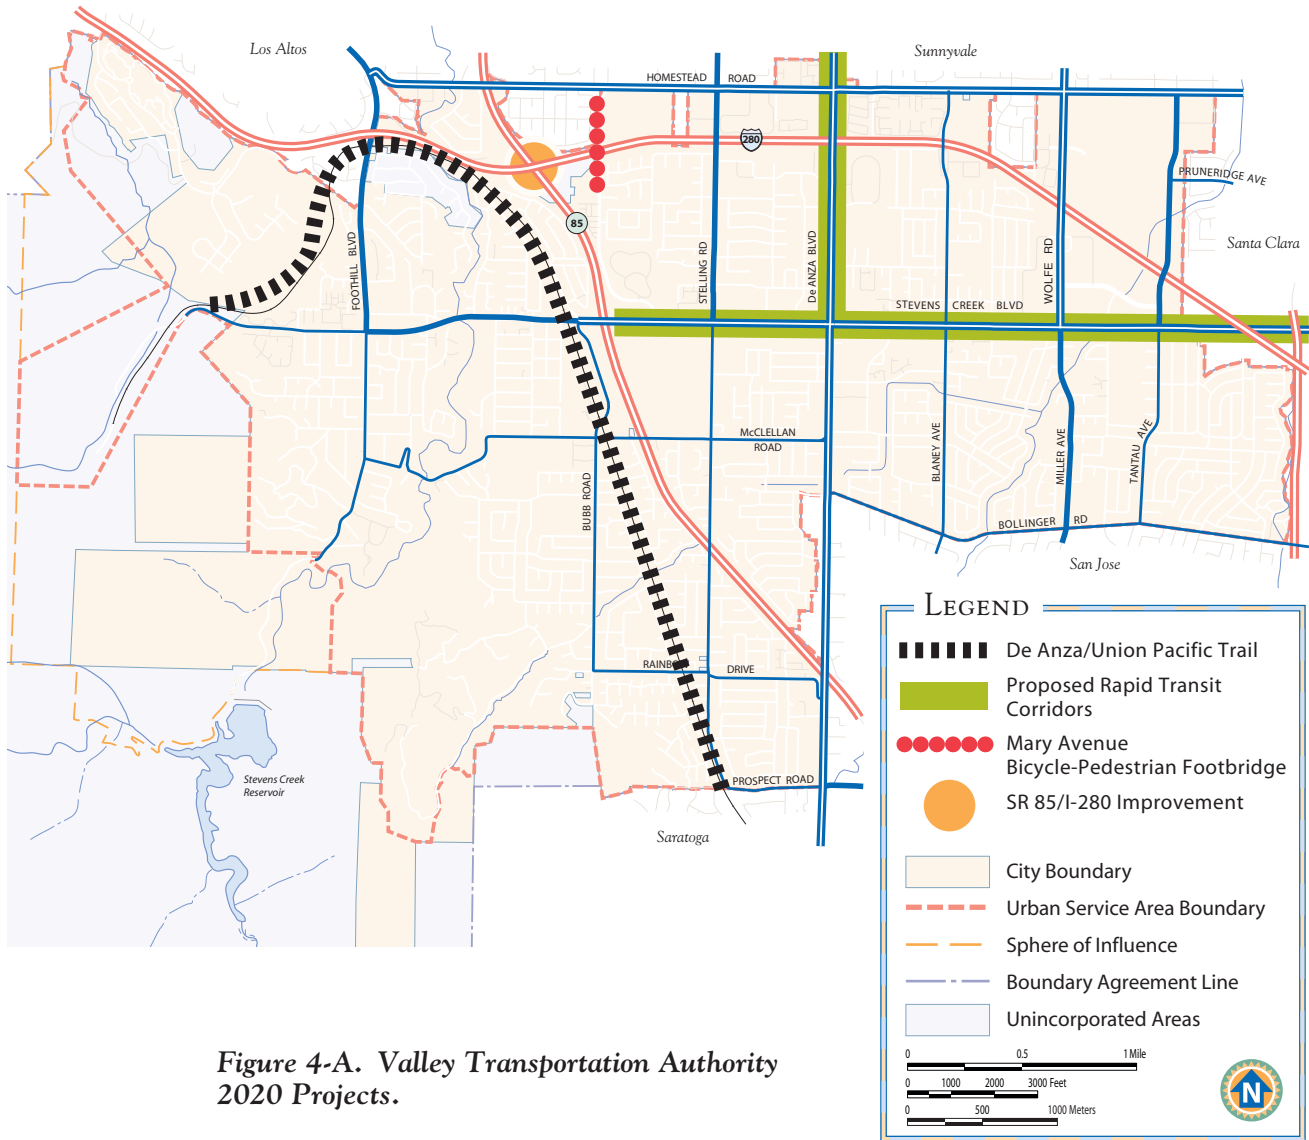 Los Altos
Sunnyvale
HOMESTEAD ROAD
280
PRUNERIDGE AVE
85
Santa Clara
FOOTHILL BLVD
STELLING RD
De ANZA BLVD
WOLFE RD
STEVENS CREEK BLVD
McCLELLAN
ROAD
BUBB ROAD
BLANEY AVE
MILLER AVE
TANTAU AVE
BOLLINGER RD
San Jose
RAINBOW DRIVE
PROSPECT ROAD
Stevens Creek
Reservoir
Saratoga
LEGEND
De Anza/Union Pacific Trail
Proposed Rapid Transit
Corridors
Mary Avenue
Bicycle-Pedestrian Footbridge
SR 85/I-280 Improvement
City Boundary
Urban Service Area Boundary
Sphere of Influence
Boundary Agreement Line
Unincorporated Areas
0 0.5 1 Mile
0 1000 2000 3000 Feet
0 500 1000 Meters
N
Figure 4-A. Valley Transportation Authority
2020 Projects.